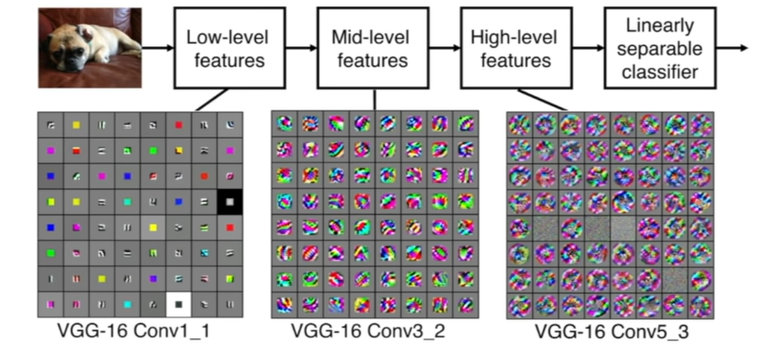 Low-level
features
Mid-level
features
High-level
features
Linearly
separable
classifier
VGG-16 Conv1_1
VGG-16 Conv3_2
VGG-16 Conv5_3